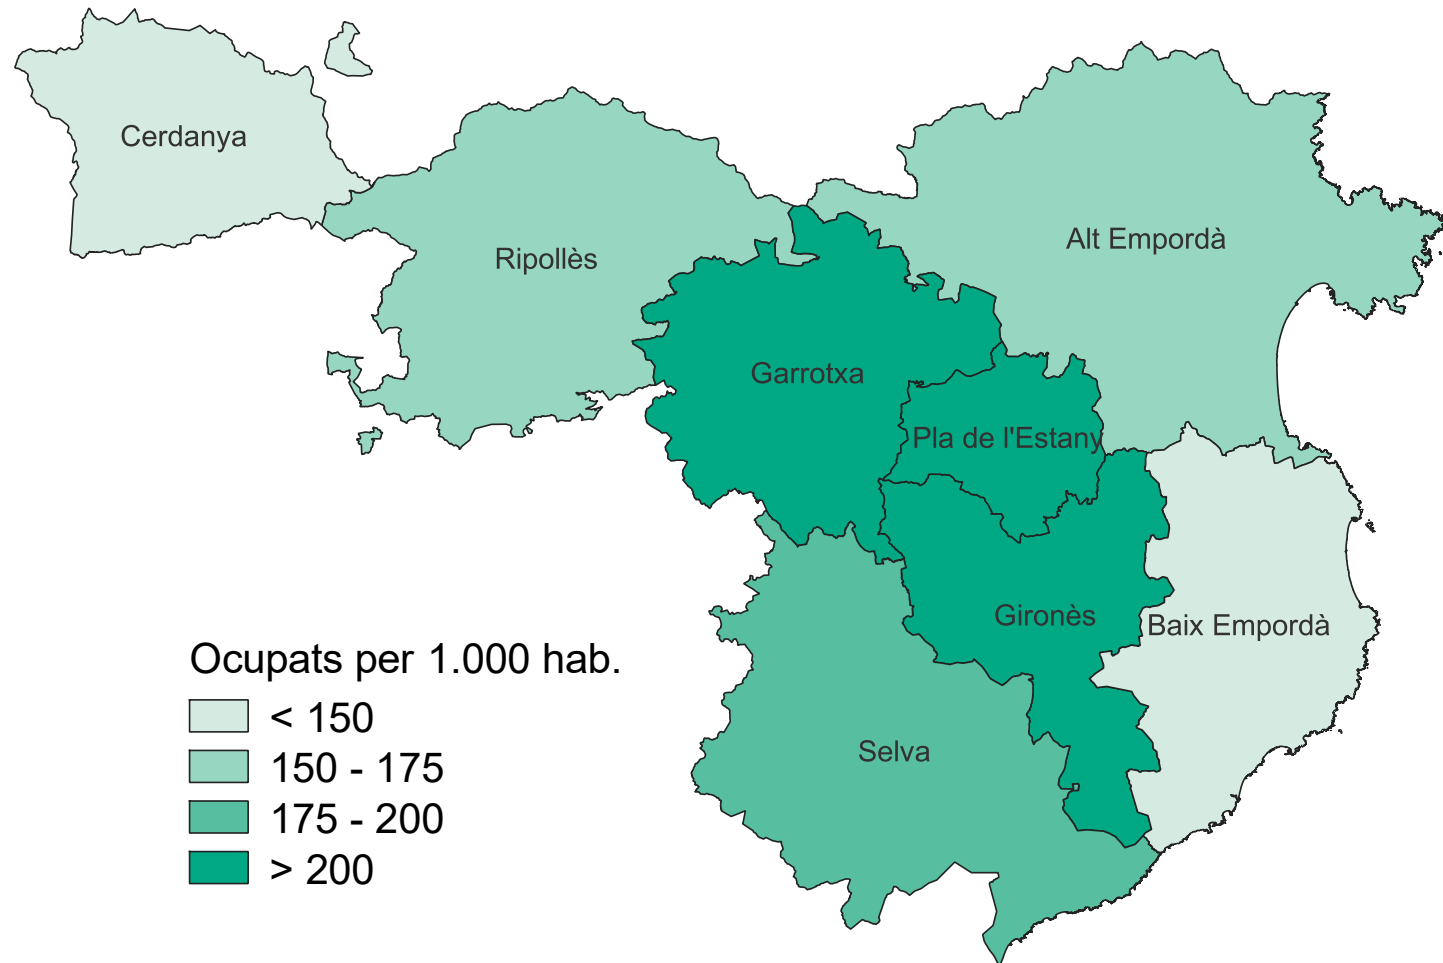 Cerdanya
Ripollès
Alt Empordà
Garrotxa
Pla de l'Estany
Gironès
Baix Empordà
Selva
Ocupats per 1.000 hab.
< 150
150 - 175
175 - 200
> 200